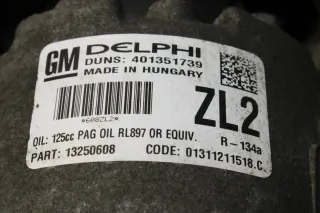 GM DELPHI
DUNS: 401351739
MADE IN HUNGARY
*608ZL2*
ZL2
OIL: 125cc PAG OIL RL897 OR EQUIV. R-134a
PART: 13250608 CODE: 01311211518.C